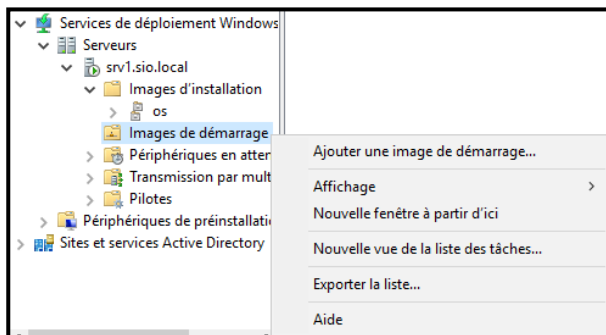 Services de déploiement Windows
Serveurs
srv1.sio.local
Images d'installation
os
Images de démarrage
Périphériques en atten
Transmission par mult
Pilotes
Périphériques de préinstallati
Sites et services Active Directory
Ajouter une image de démarrage...
Affichage
Nouvelle fenêtre à partir d'ici
Nouvelle vue de la liste des tâches...
Exporter la liste...
Aide